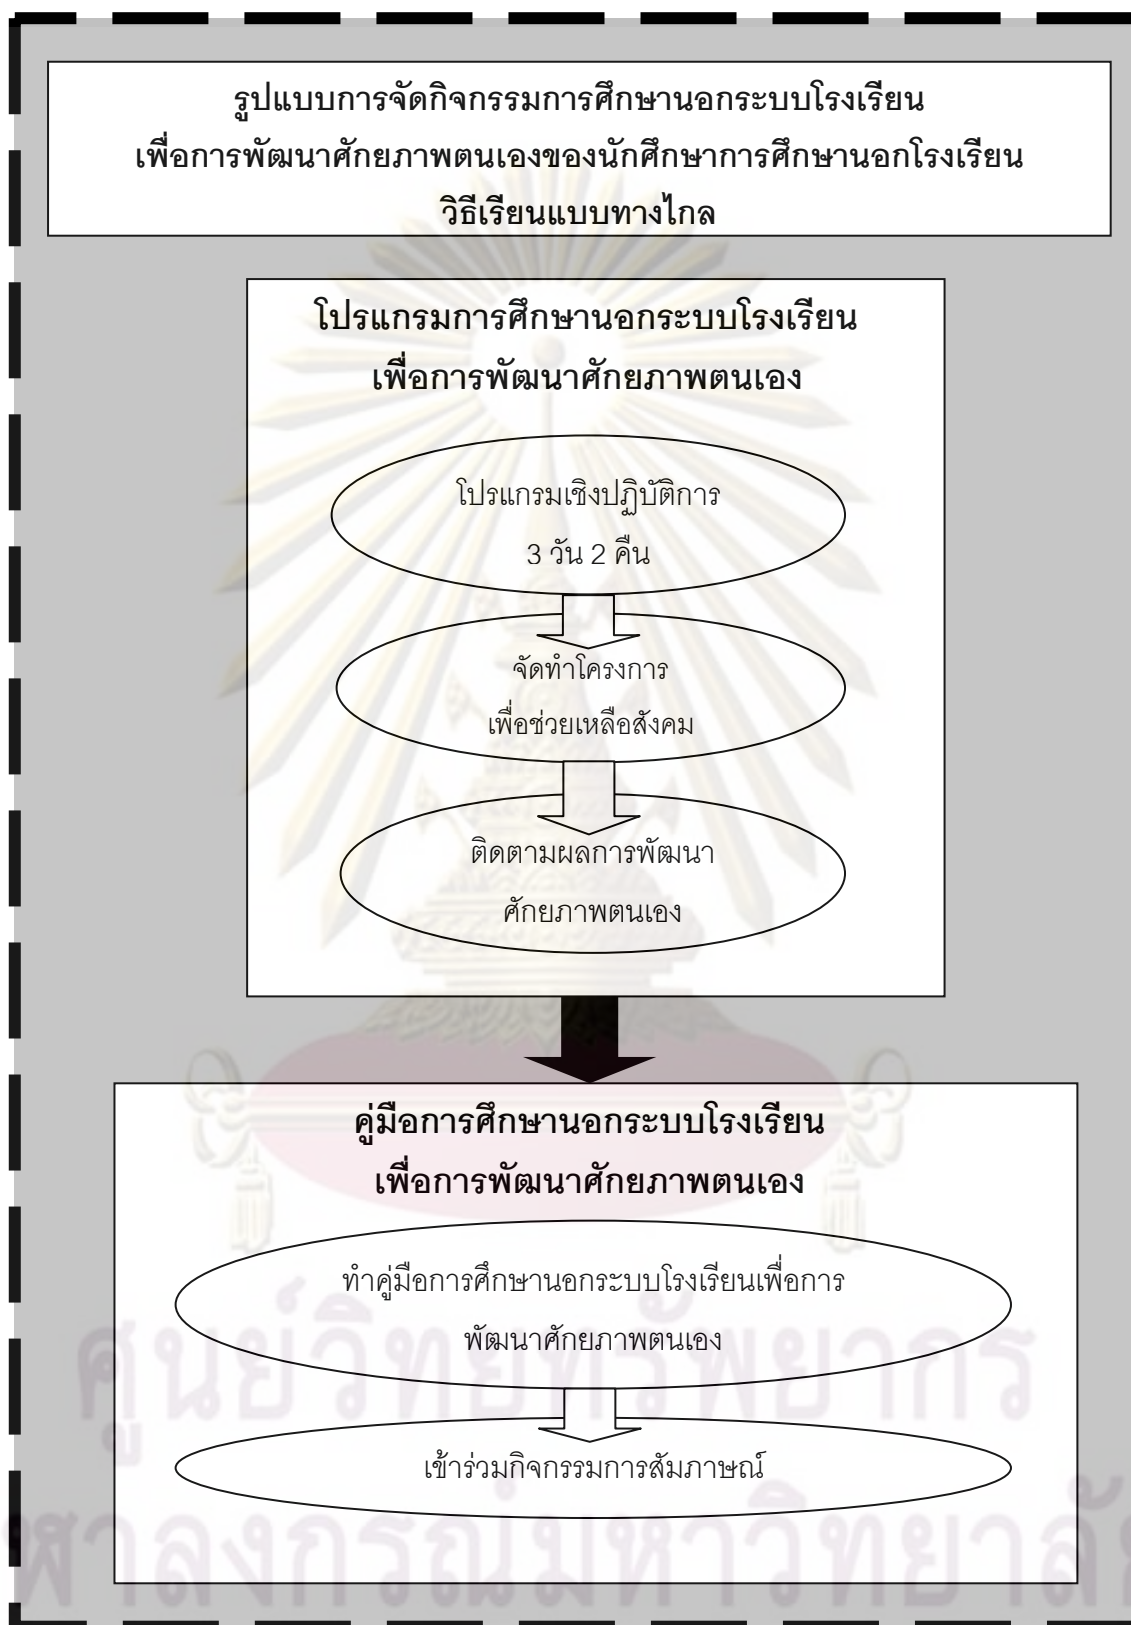 รูปแบบการจัดกิจกรรมการศึกษานอกระบบโรงเรียน
เพื่อการพัฒนาศักยภาพตนเองของนักศึกษาการศึกษานอกโรงเรียน
วิธีเรียนแบบทางไกล
โปรแกรมการศึกษานอกระบบโรงเรียน
เพื่อการพัฒนาศักยภาพตนเอง
โปรแกรมเชิงปฏิบัติการ
3 วัน 2 คืน
จัดทำโครงการ
เพื่อช่วยเหลือสังคม
ติดตามผลการพัฒนา
ศักยภาพตนเอง
คู่มือการศึกษานอกระบบโรงเรียน
เพื่อการพัฒนาศักยภาพตนเอง
ทำคู่มือการศึกษานอกระบบโรงเรียนเพื่อการ
พัฒนาศักยภาพตนเอง
เข้าร่วมกิจกรรมการสัมภาษณ์
ศูนย์วิทยทรัพยากร
ฬาลงกรณ์มหาวิทยาลัย